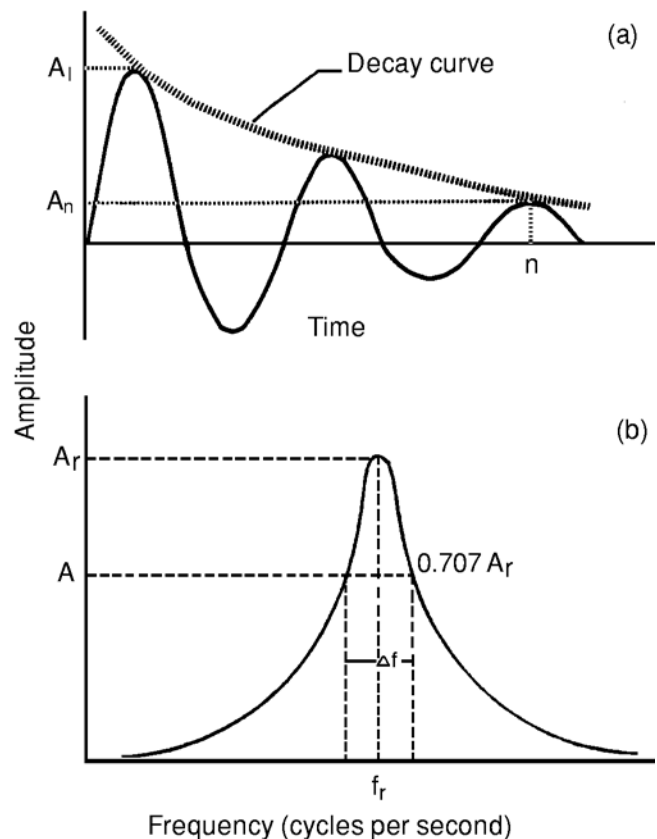 (a)
A₁
Decay curve
Aₙ
n
Time
Amplitude
(b)
Aᵣ
A
0.707 Aᵣ
Δf
fᵣ
Frequency (cycles per second)